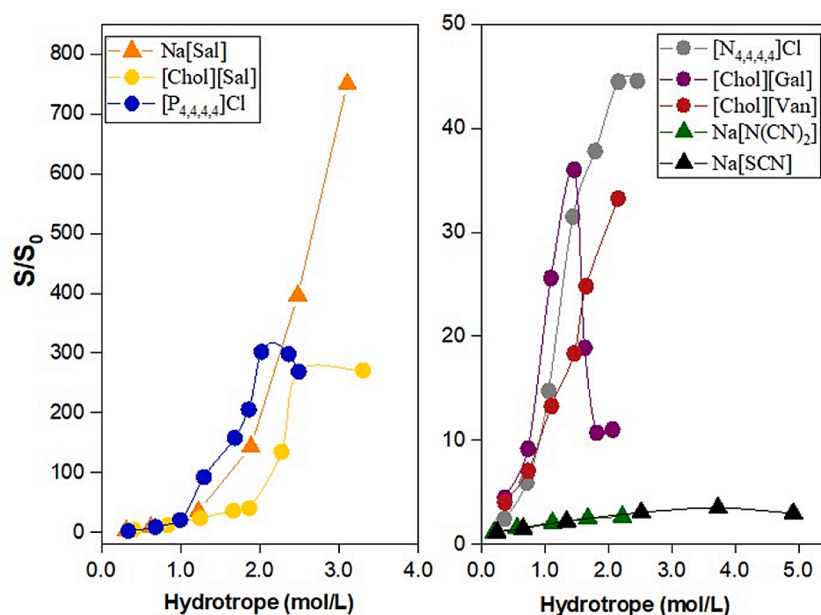 S/S0
800
700
600
500
400
300
200
100
0
0.0 1.0 2.0 3.0 4.0
Hydrotrope (mol/L)
Na[Sal]
[Chol][Sal]
[P4,4,4,4]Cl
50
40
30
20
10
0
0.0 1.0 2.0 3.0 4.0 5.0
Hydrotrope (mol/L)
[N4,4,4,4]Cl
[Chol][Gal]
[Chol][Van]
Na[N(CN)2]
Na[SCN]